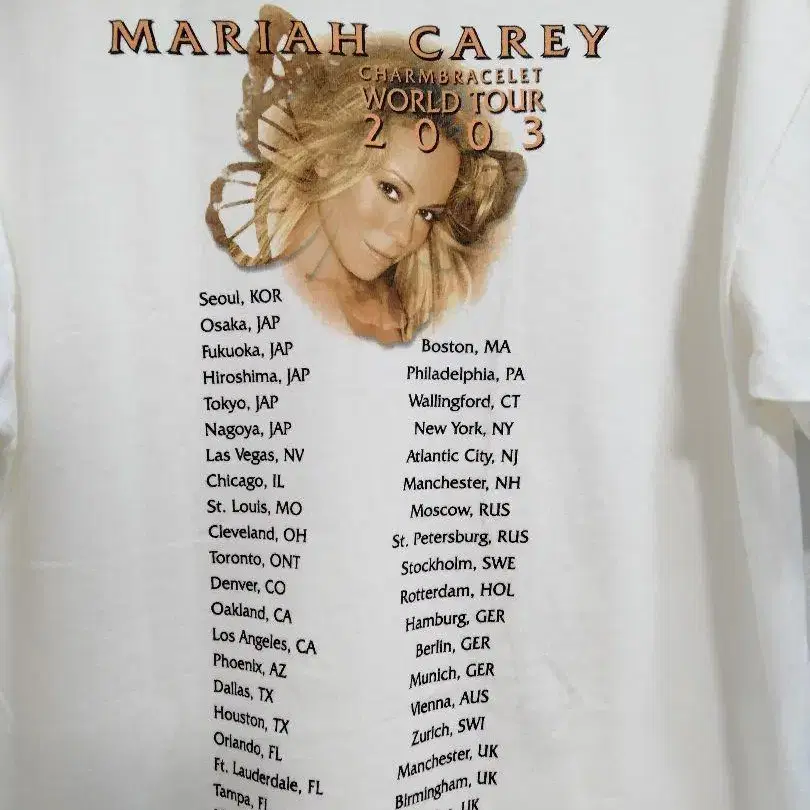 MARIAH CAREY
CHARMBRACELET
WORLD TOUR
2003
Seoul, KOR
Osaka, JAP
Fukuoka, JAP
Hiroshima, JAP
Tokyo, JAP
Nagoya, JAP
Las Vegas, NV
Chicago, IL
St. Louis, MO
Cleveland, OH
Toronto, ONT
Denver, CO
Oakland, CA
Los Angeles, CA
Phoenix, AZ
Dallas, TX
Houston, TX
Orlando, FL
Ft. Lauderdale, FL
Tampa, FL
Boston, MA
Philadelphia, PA
Wallingford, CT
New York, NY
Atlantic City, NJ
Manchester, NH
Moscow, RUS
St. Petersburg, RUS
Stockholm, SWE
Rotterdam, HOL
Hamburg, GER
Berlin, GER
Munich, GER
Vienna, AUS
Zurich, SWI
Manchester, UK
Birmingham, UK
UK